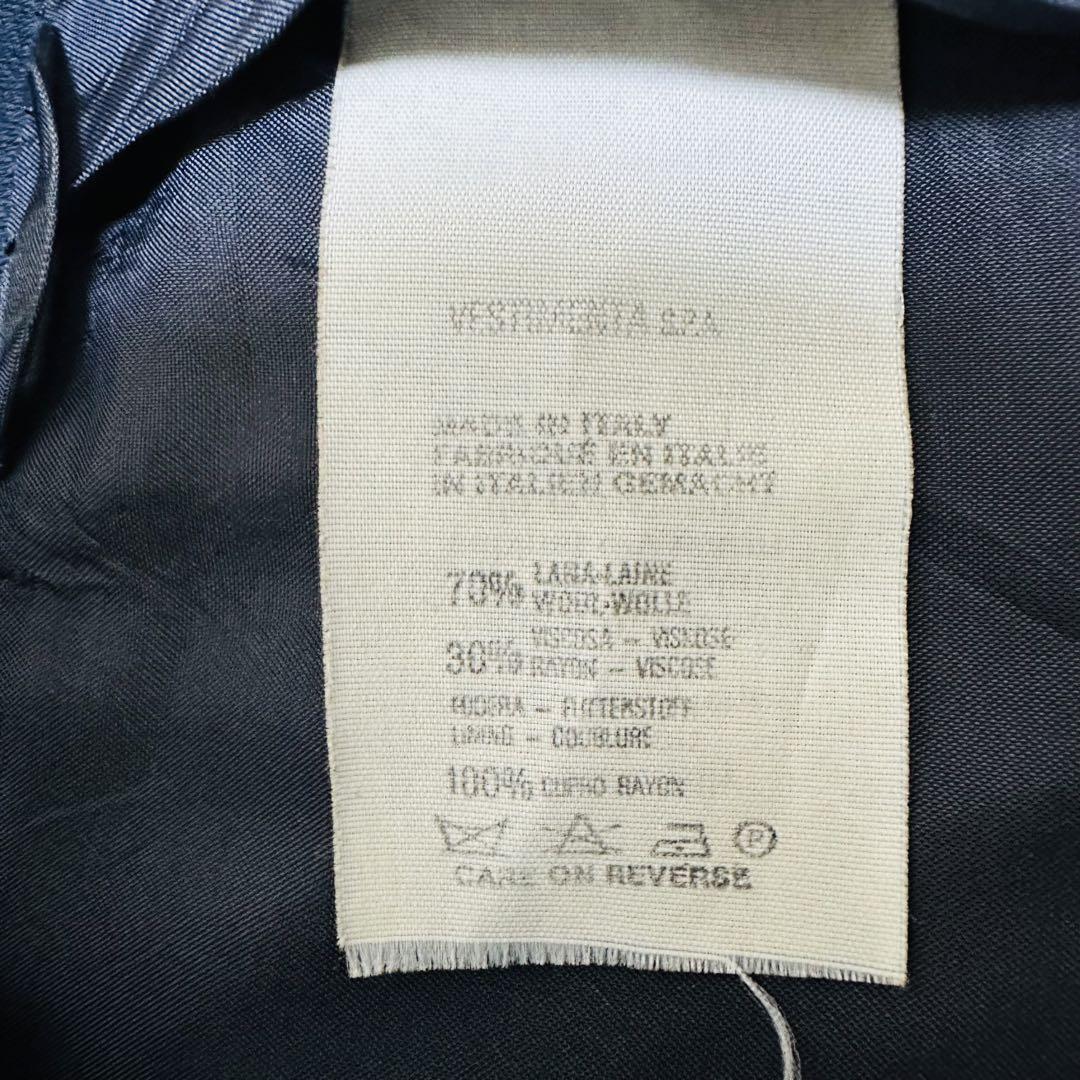 VESTIMENTA S.P.A.
MADE IN ITALY
FABRIQUÉ EN ITALIE
IN ITALIEN GEMACHT
70% LANA-LAINE
WOOL-WOLLE
VISCOSA - VISKOSE
30% RAYON - VISCOSE
FODERA - FUTTERSTOFF
LINING - DOUBLURE
100% CUPRO RAYON
P
CARE ON REVERSE